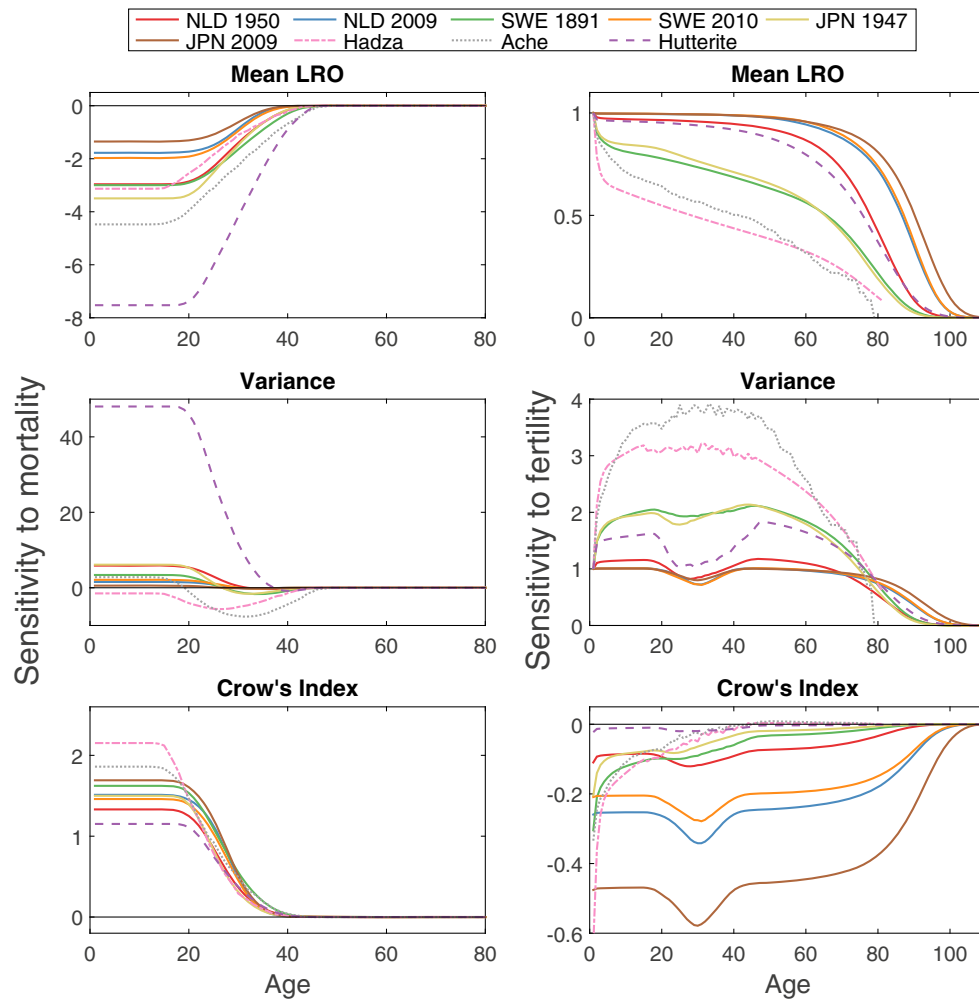 NLD 1950 NLD 2009 SWE 1891 SWE 2010 JPN 1947
JPN 2009 Hadza Ache Hutterite
Mean LRO Mean LRO
0
-2
-4
-6
-8
0 20 40 60 80
1
0.5
0
0 20 40 60 80 100
Variance Variance
Sensitivity to mortality
40
20
0
0 20 40 60 80
Sensitivity to fertility
4
3
2
1
0
0 20 40 60 80 100
Crow's Index Crow's Index
2
1
0
0 20 40 60 80
Age
0
-0.2
-0.4
-0.6
0 20 40 60 80 100
Age